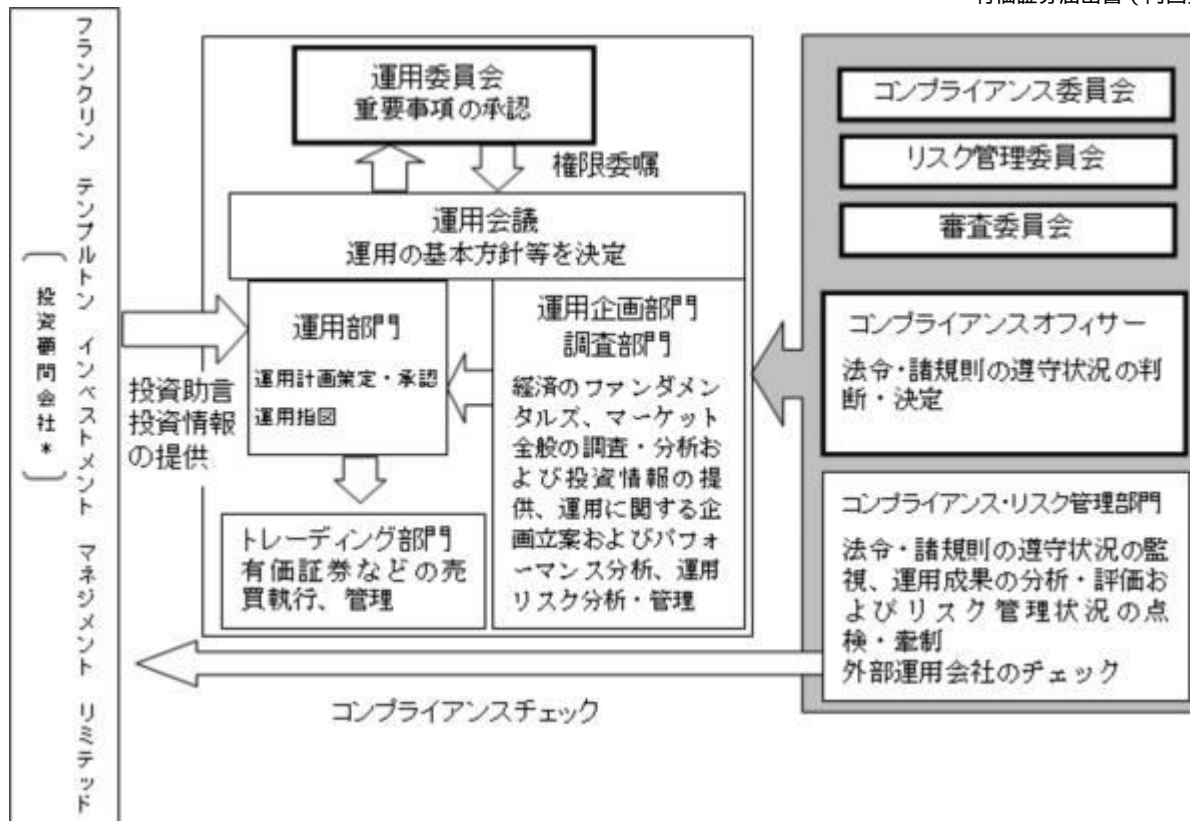 フランクリン テンプルトン インベストメント マネジメント リミテッド
〔投資顧問会社*〕
運用委員会
重要事項の承認
権限委嘱
運用会議
運用の基本方針等を決定
運用部門
運用計画策定・承認
運用指図
投資助言
投資情報
の提供
運用企画部門
調査部門
経済のファンダメン
タルズ、マーケット
全般の調査・分析お
よび投資情報の提
供、運用に関する企
画立案およびパフォ
ーマンス分析、運用
リスク分析・管理
トレーディング部門
有価証券などの売
買執行、管理
コンプライアンスチェック
コンプライアンス委員会
リスク管理委員会
審査委員会
コンプライアンスオフィサー
法令・諸規則の遵守状況の判
断・決定
コンプライアンス・リスク管理部門
法令・諸規則の遵守状況の監
視、運用成果の分析・評価お
よびリスク管理状況の点
検・牽制
外部運用会社のチェック